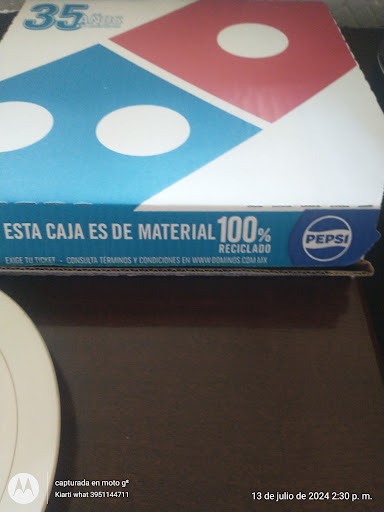 35 AÑOS
ESTA CAJA ES DE MATERIAL 100%
RECICLADO
PEPSI
EXIGE TU TICKET - CONSULTA TÉRMINOS Y CONDICIONES EN WWW.DOMINOS.COM.MX
capturada en moto g⁶
Kiarti what 3951144711
13 de julio de 2024 2:30 p. m.